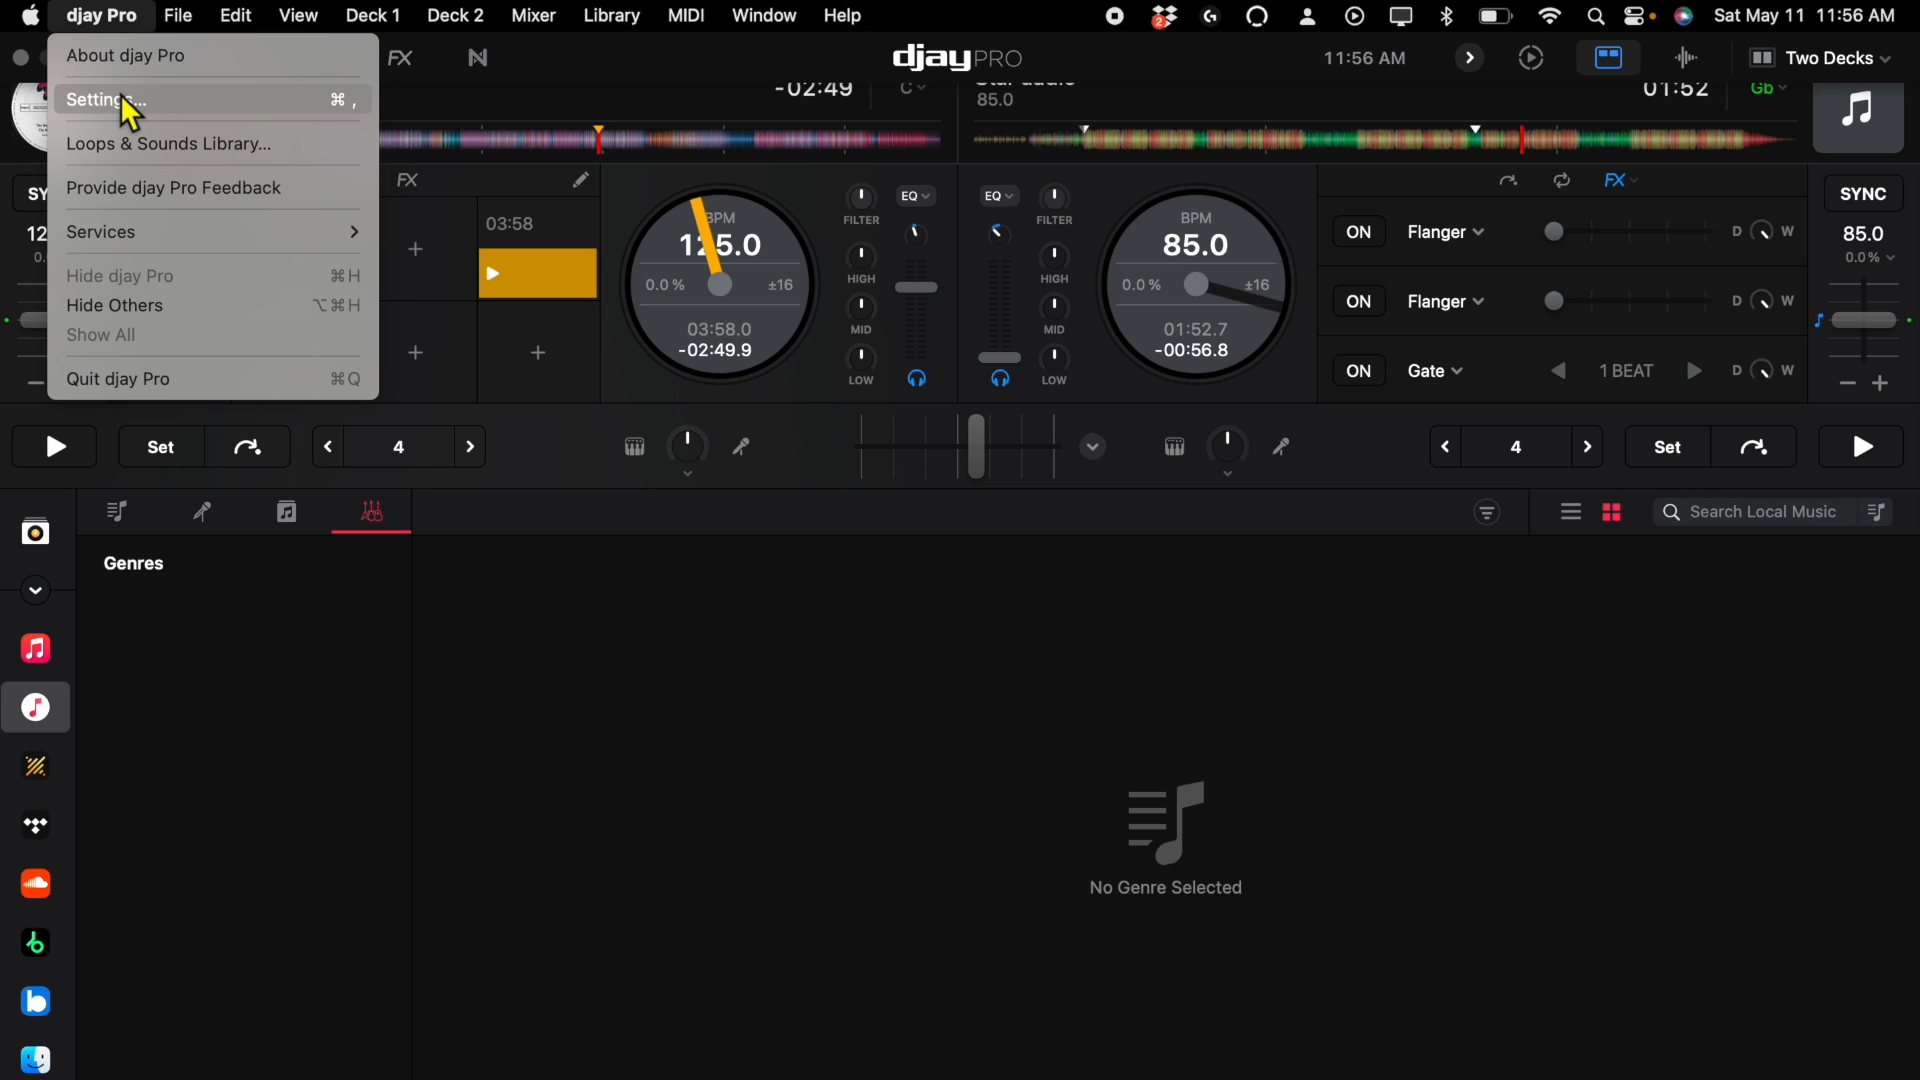 djay Pro File Edit View Deck 1 Deck 2 Mixer Library MIDI Window Help 2 Sat May 11 11:56 AM
About djay Pro
Settings... ⌘ ,
Loops & Sounds Library...
Provide djay Pro Feedback
Services
Hide djay Pro ⌘H
Hide Others ⌥⌘H
Show All
Quit djay Pro ⌘Q
FX
djay PRO
11:56 AM
Two Decks
-02:49
C
85.0
01:52
Gb
SY
12
0.
FX
03:58
BPM
125.0
0.0% ±16
03:58.0
-02:49.9
FILTER
HIGH
MID
LOW
EQ
EQ
FILTER
HIGH
MID
LOW
BPM
85.0
0.0% ±16
01:52.7
-00:56.8
FX
ON Flanger D W
ON Flanger D W
ON Gate 1 BEAT D W
SYNC
85.0
0.0%
Set
4
4
Set
Search Local Music
Genres
No Genre Selected